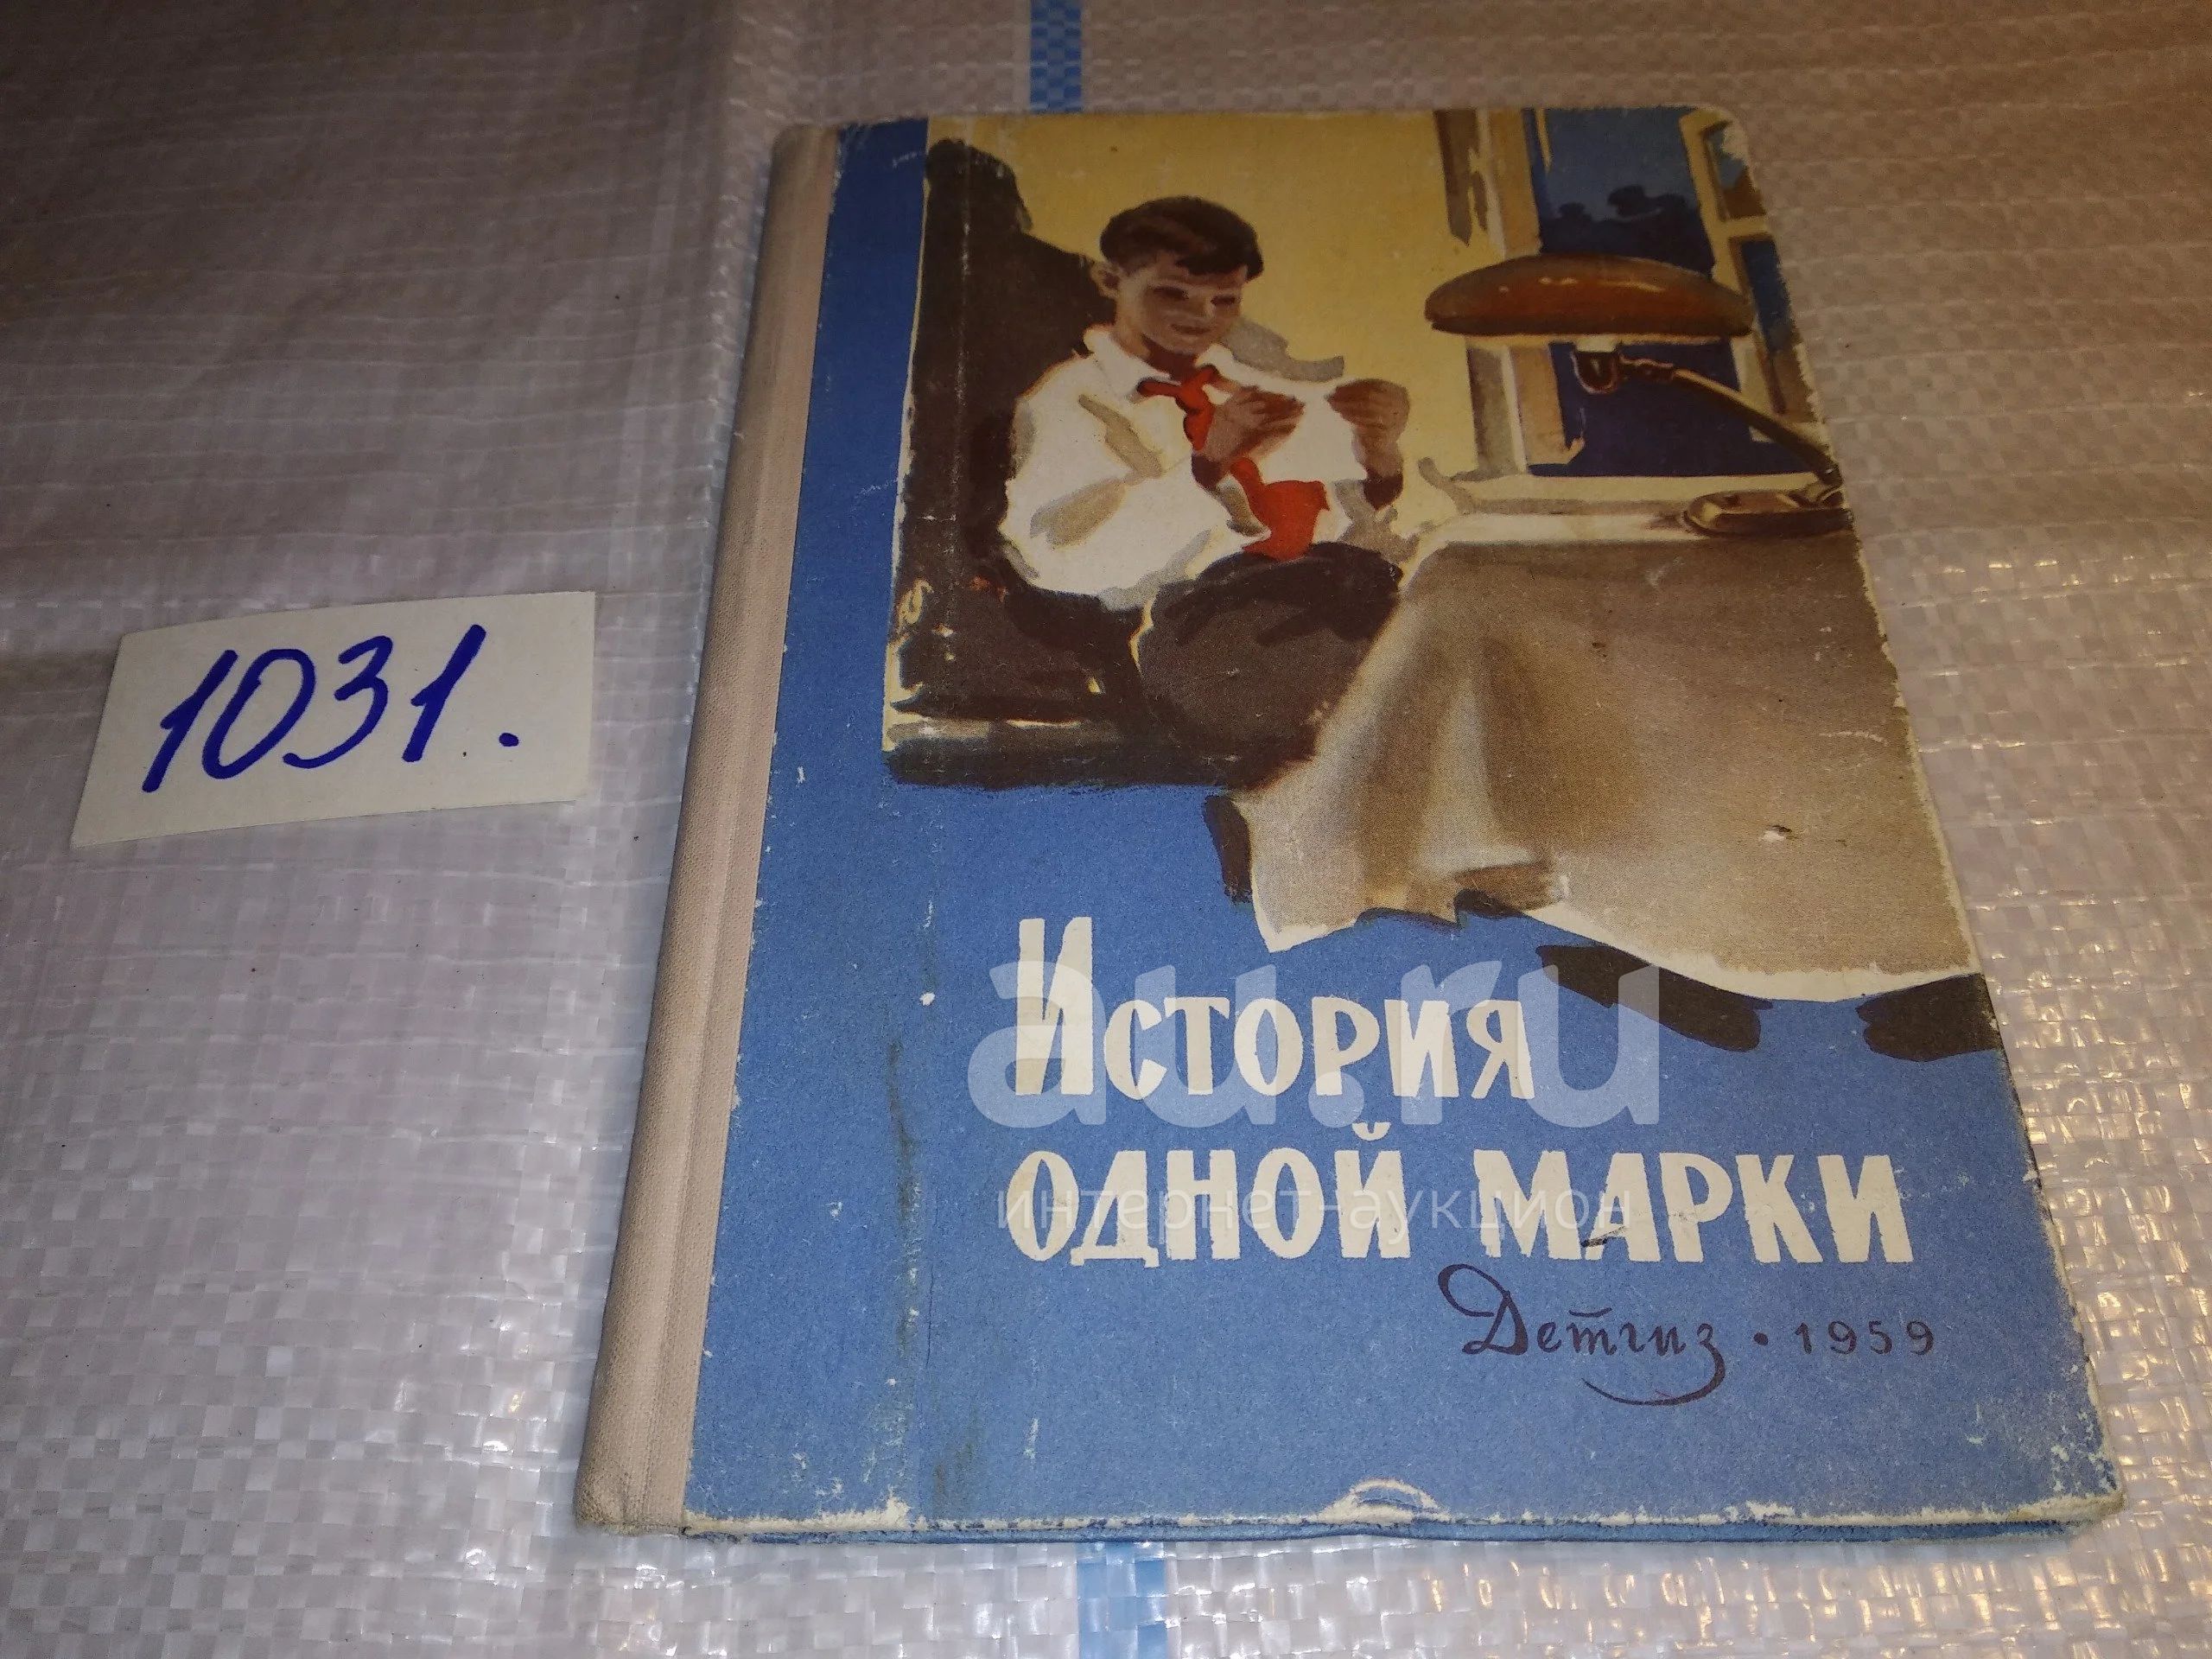 1031.
История
одной марки
Детгиз • 1959
au.ru
интернет-аукцион